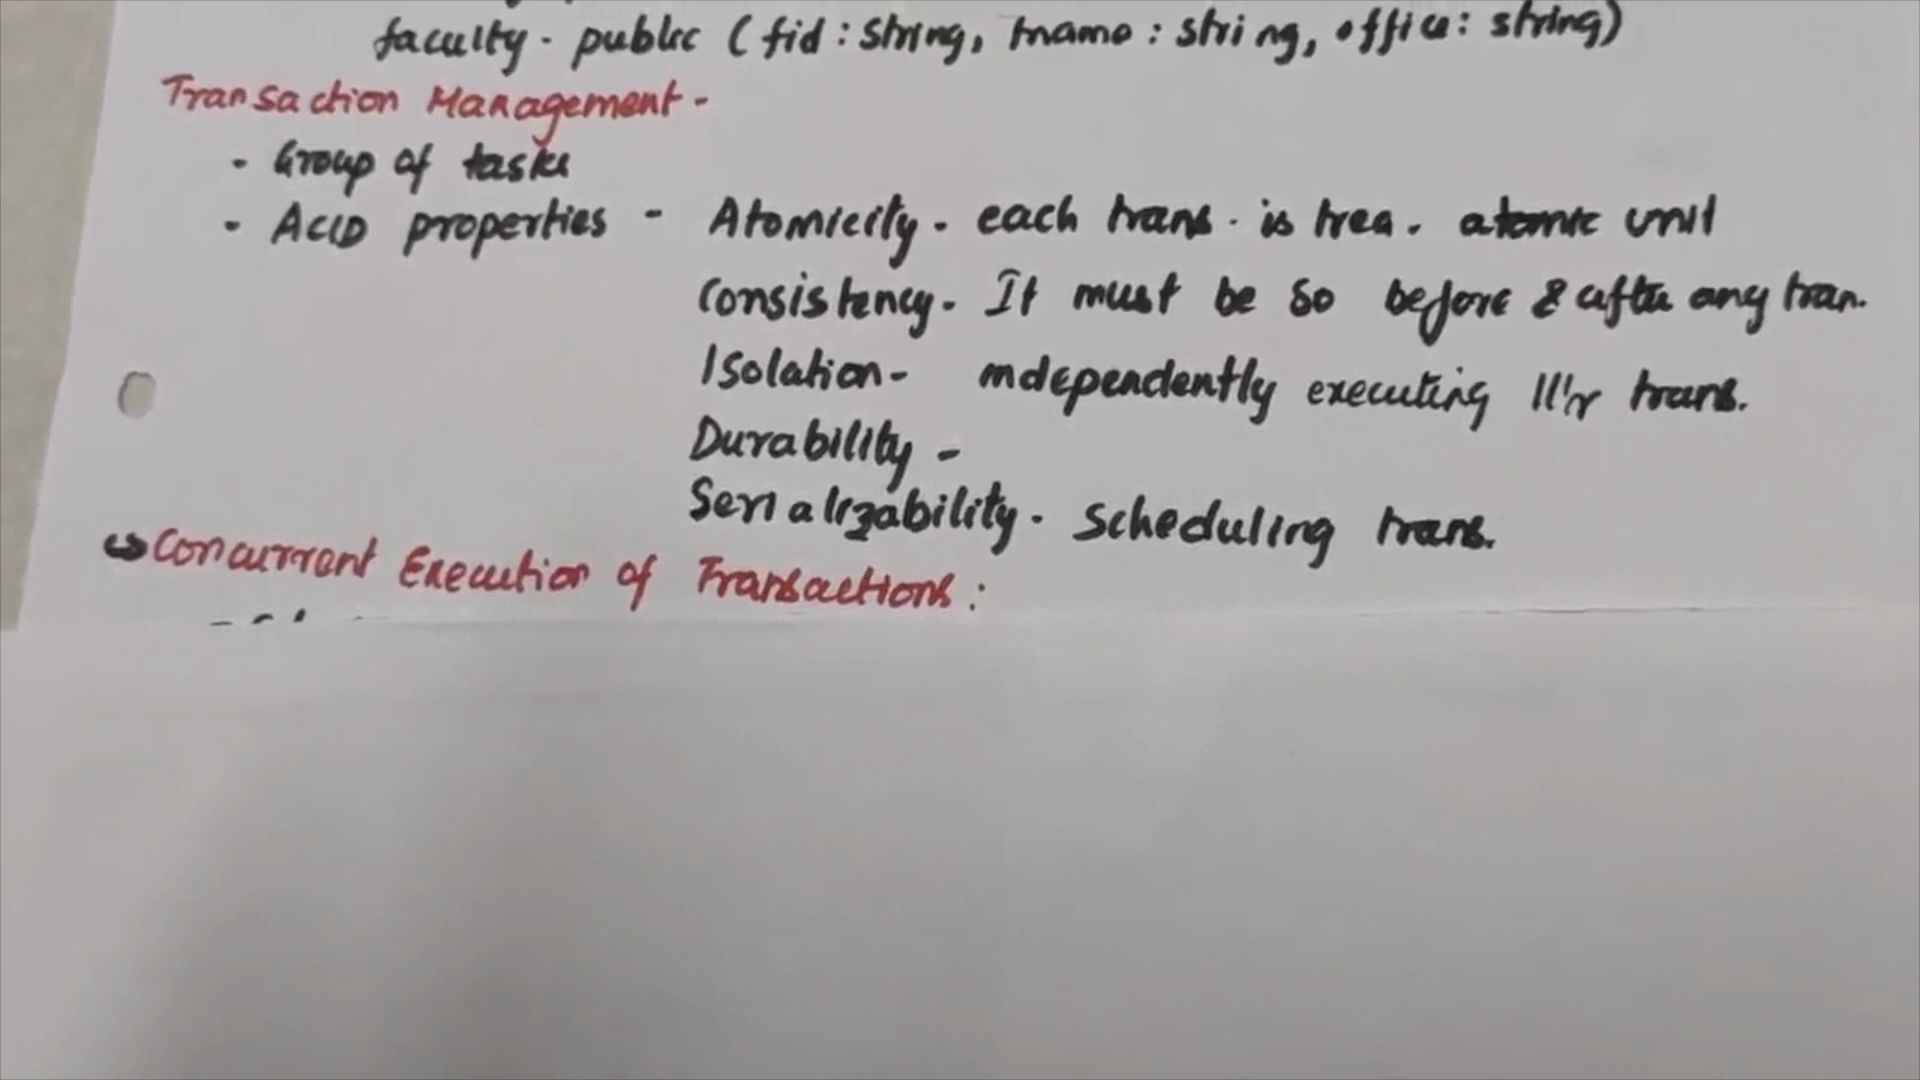 faculty - public (fid: string, fname: string, office: string)
Transaction Management -
- Group of tasks
- ACID properties - Atomicity - each trans. is trea. atomic unit
Consistency - It must be so before & after any tran.
Isolation - independently executing ll'r trans.
Durability -
Serializability - scheduling trans.
↪ Concurrent Execution of Transactions: